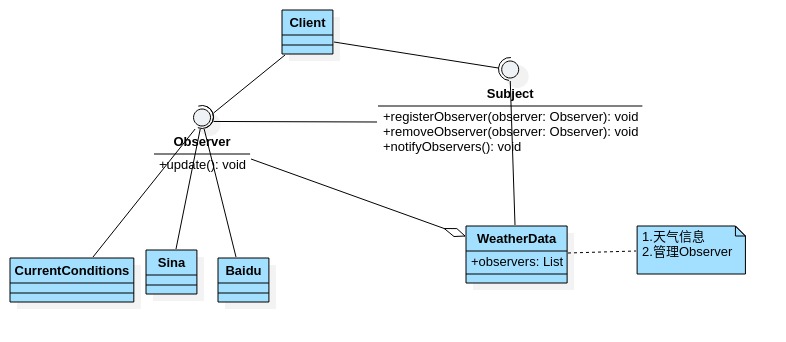 Client
Subject
+registerObserver(observer: Observer): void
+removeObserver(observer: Observer): void
+notifyObservers(): void
Observer
+update(): void
CurrentConditions
Sina
Baidu
WeatherData
+observers: List
1.天气信息
2.管理Observer